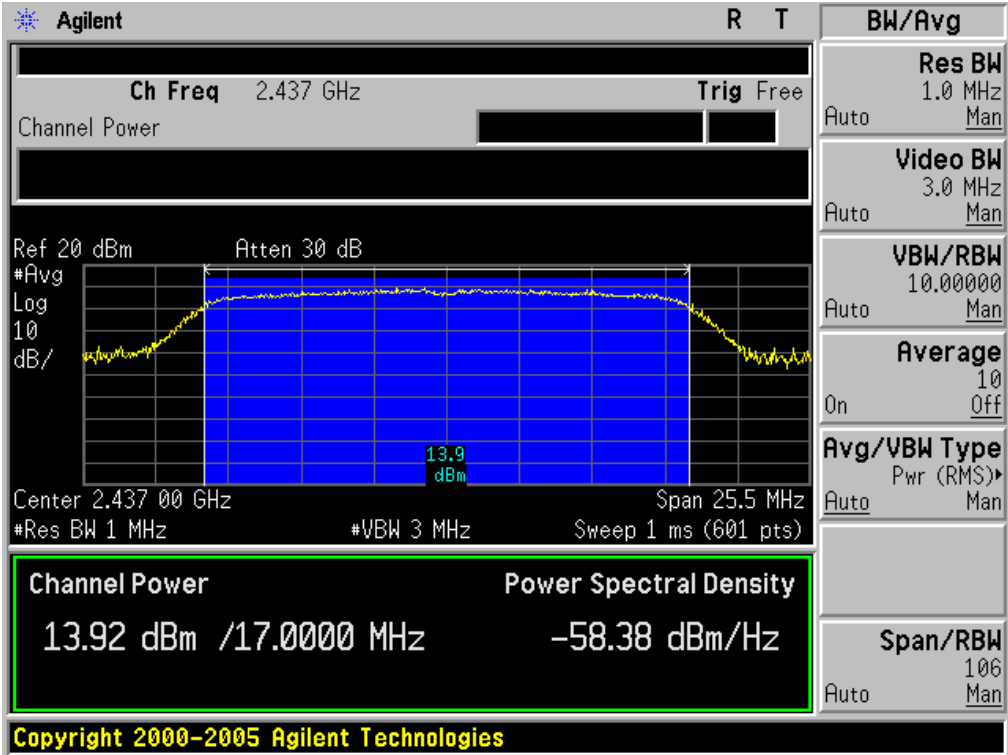 Agilent R T
Ch Freq 2.437 GHz Trig Free
Channel Power
Ref 20 dBm Atten 30 dB
#Avg
Log
10
dB/
13.9
dBm
Center 2.437 00 GHz Span 25.5 MHz
#Res BW 1 MHz #VBW 3 MHz Sweep 1 ms (601 pts)
Channel Power Power Spectral Density
13.92 dBm /17.0000 MHz -58.38 dBm/Hz
Copyright 2000-2005 Agilent Technologies
BW/Avg
Res BW
1.0 MHz
Auto Man
Video BW
3.0 MHz
Auto Man
VBW/RBW
10.00000
Auto Man
Average
10
On Off
Avg/VBW Type
Pwr (RMS)▸
Auto Man
Span/RBW
106
Auto Man